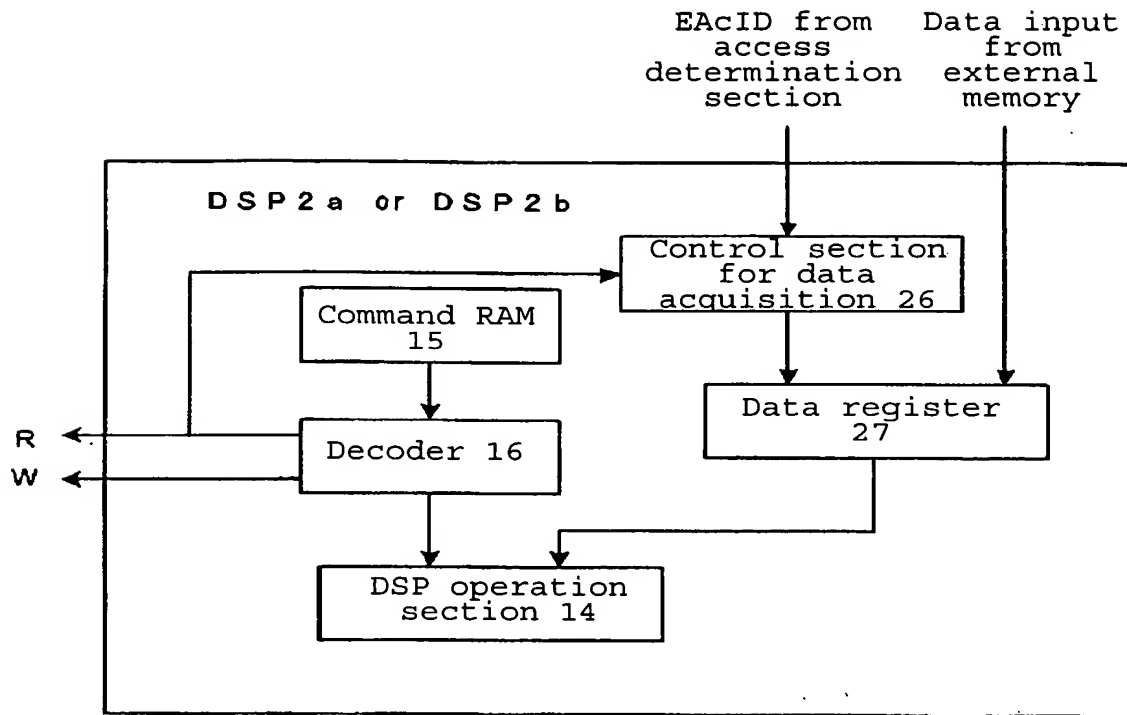 EAcID from
access
determination
section
Data input
from
external
memory
DSP2a or DSP2b
Control section
for data
acquisition 26
Command RAM
15
Data register
27
R
Decoder 16
W
DSP operation
section 14